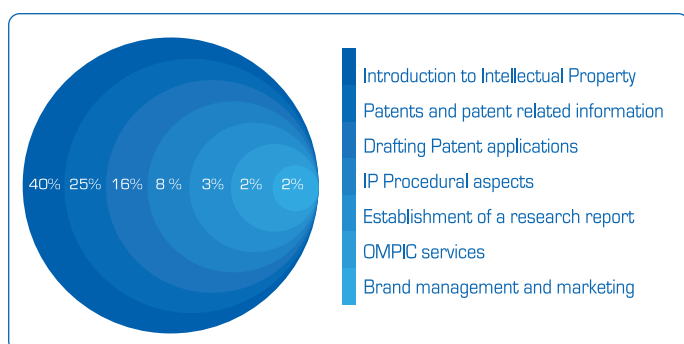 40% 25% 16% 8 % 3% 2% 2%
Introduction to Intellectual Property
Patents and patent related information
Drafting Patent applications
IP Procedural aspects
Establishment of a research report
OMPIC services
Brand management and marketing